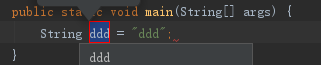 public static void main(String[] args) {
String ddd = "ddd";
}
ddd